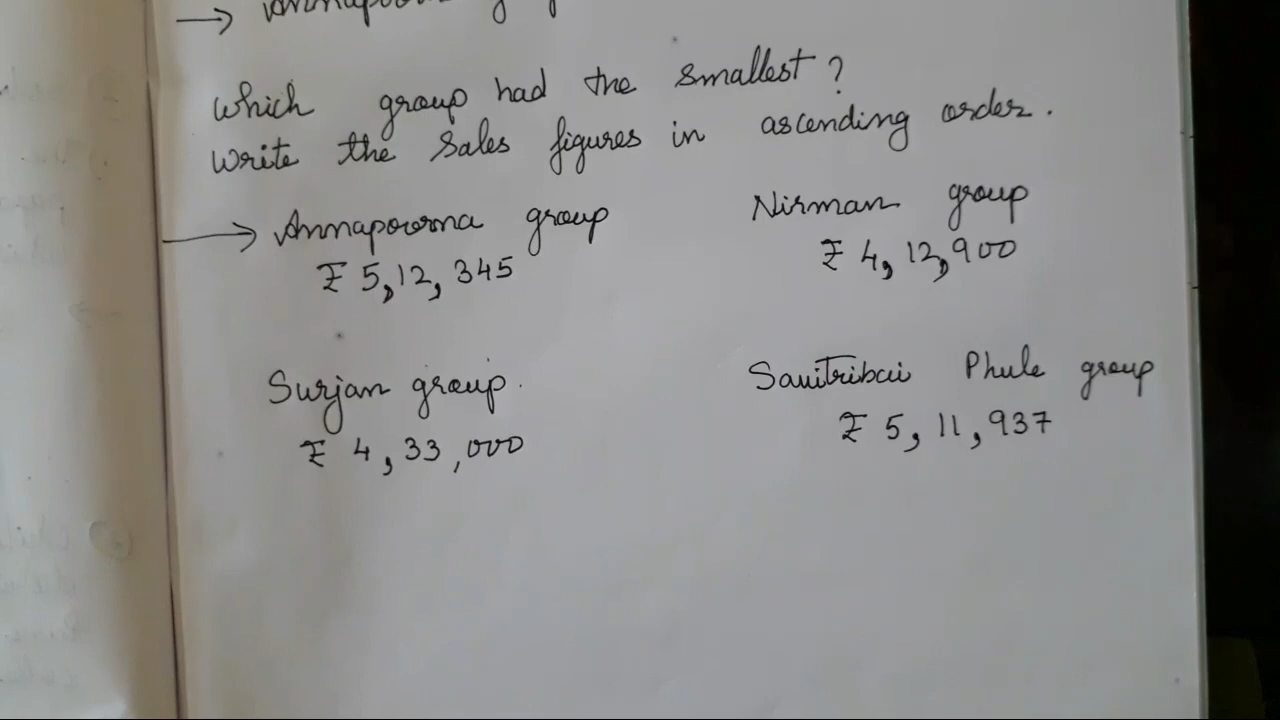 →
Which group had the smallest?
Write the sales figures in ascending order.
→ Annapoorna group Nirman group
₹ 5,12,345 ₹ 4,12,900
Surjan group. Savitribai Phule group
₹ 4,33,000 ₹ 5,11,937